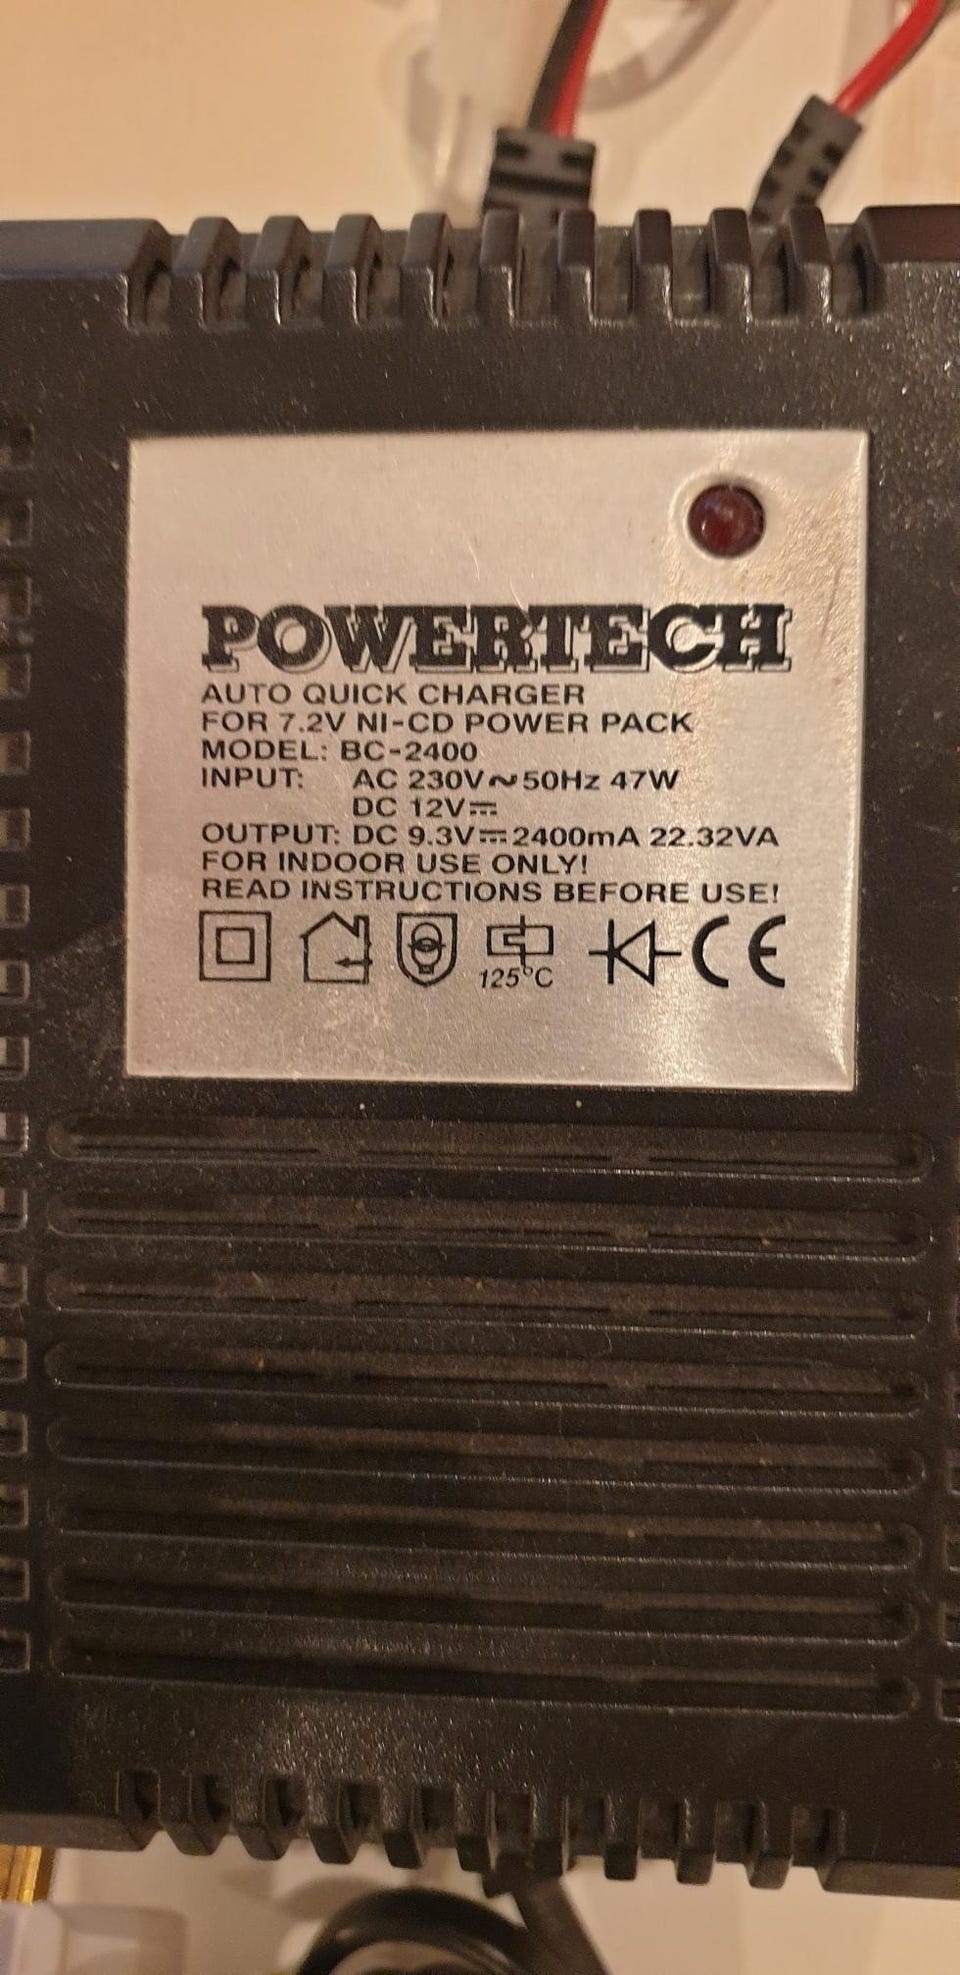 POWERTECH
AUTO QUICK CHARGER
FOR 7.2V NI-CD POWER PACK
MODEL: BC-2400
INPUT: AC 230V~50Hz 47W
DC 12V⎓
OUTPUT: DC 9.3V⎓2400mA 22.32VA
FOR INDOOR USE ONLY!
READ INSTRUCTIONS BEFORE USE!
125°C CE